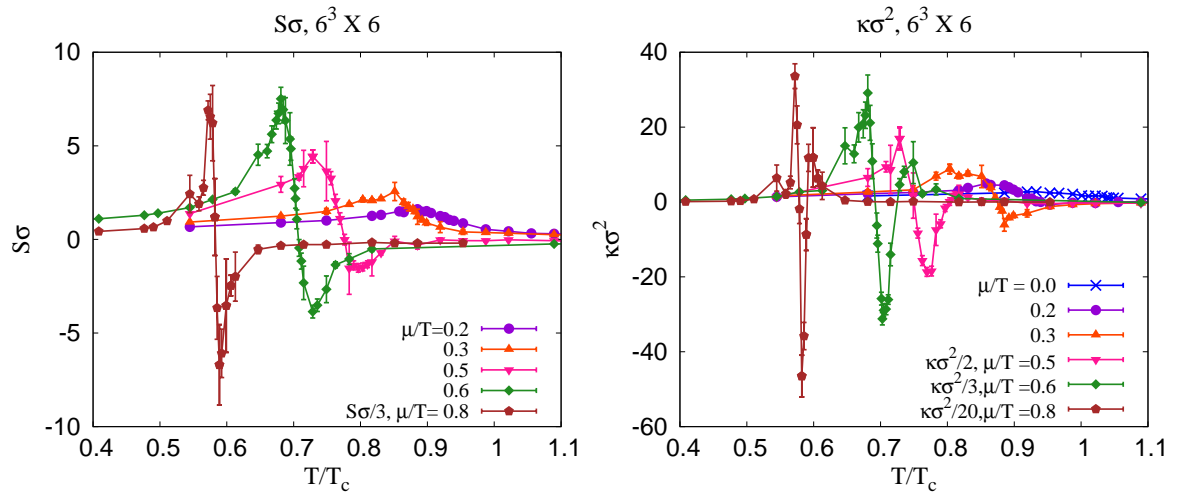 Sσ, 6³ X 6
10
5
0
-5
-10
Sσ
0.4 0.5 0.6 0.7 0.8 0.9 1 1.1
T/T_c
μ/T=0.2
0.3
0.5
0.6
Sσ/3, μ/T= 0.8
κσ², 6³ X 6
40
20
0
-20
-40
-60
κσ²
0.4 0.5 0.6 0.7 0.8 0.9 1 1.1
T/T_c
μ/T = 0.0
0.2
0.3
κσ²/2, μ/T =0.5
κσ²/3,μ/T =0.6
κσ²/20,μ/T =0.8